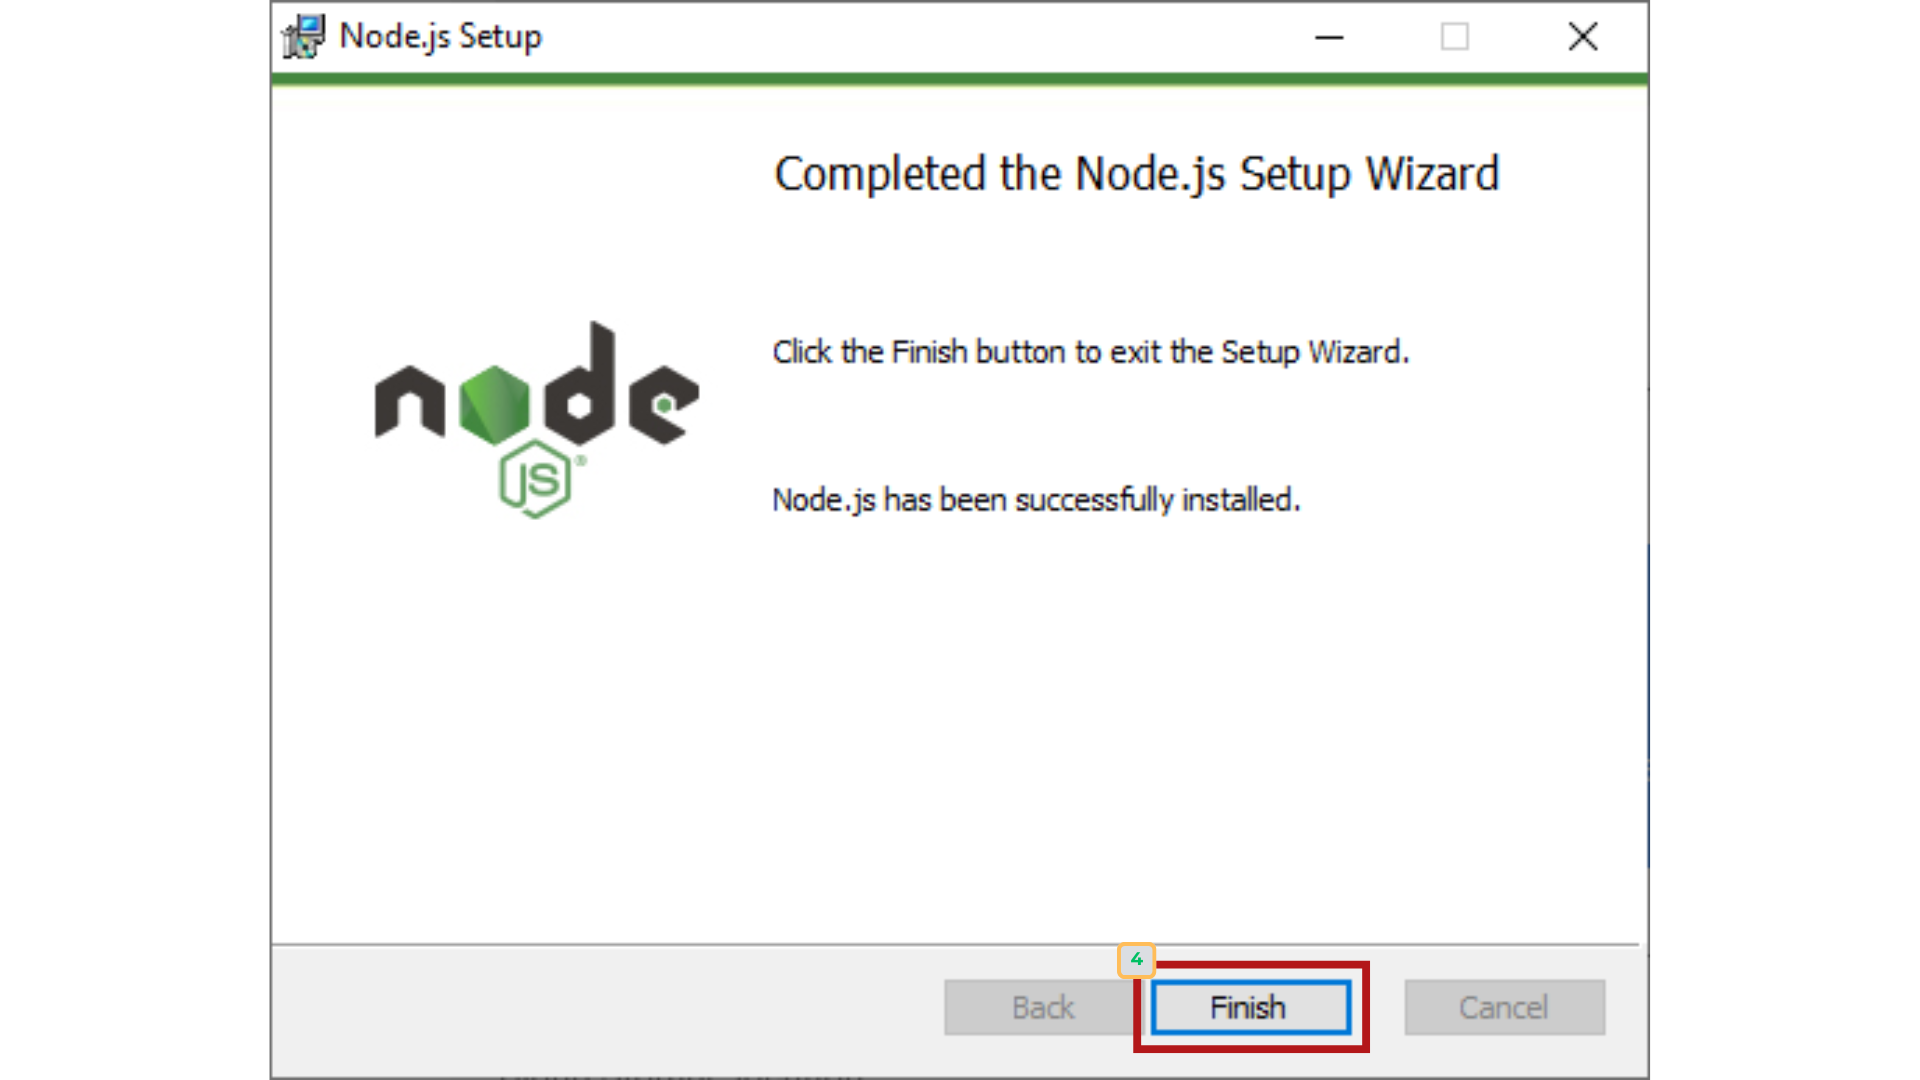 Node.js Setup
Completed the Node.js Setup Wizard
Click the Finish button to exit the Setup Wizard.
node
JS®
Node.js has been successfully installed.
4
Back
Finish
Cancel